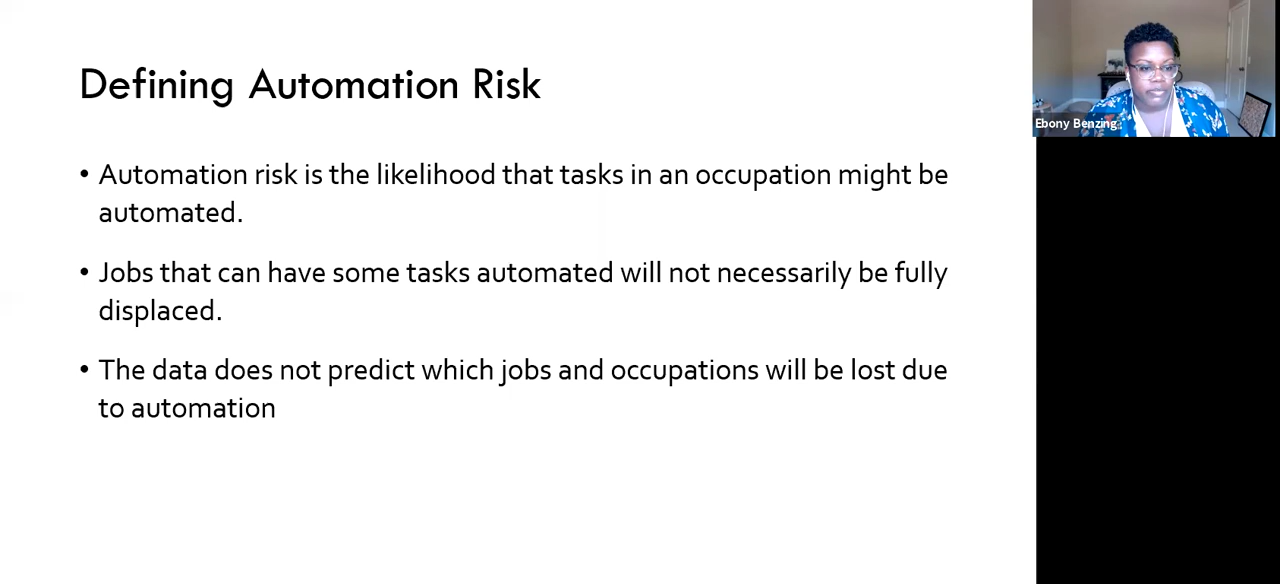 Defining Automation Risk
• Automation risk is the likelihood that tasks in an occupation might be
automated.
• Jobs that can have some tasks automated will not necessarily be fully
displaced.
• The data does not predict which jobs and occupations will be lost due
to automation
Ebony Benzing